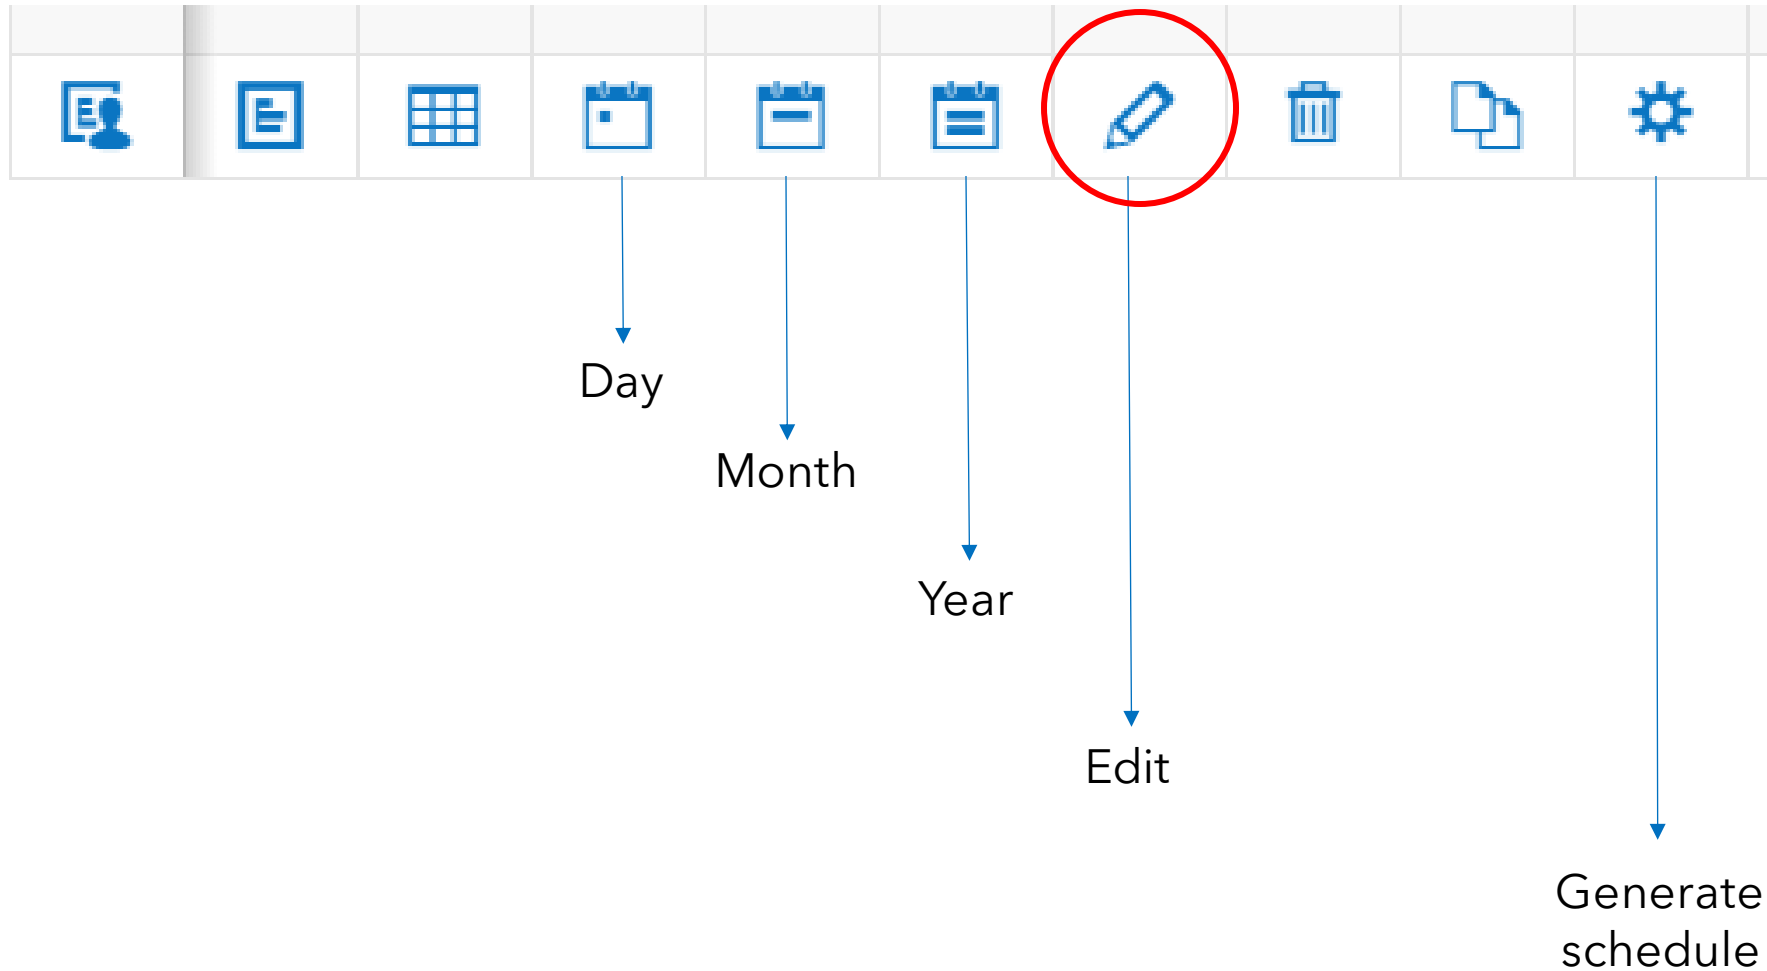 Day
Month
Year
Edit
Generate
schedule